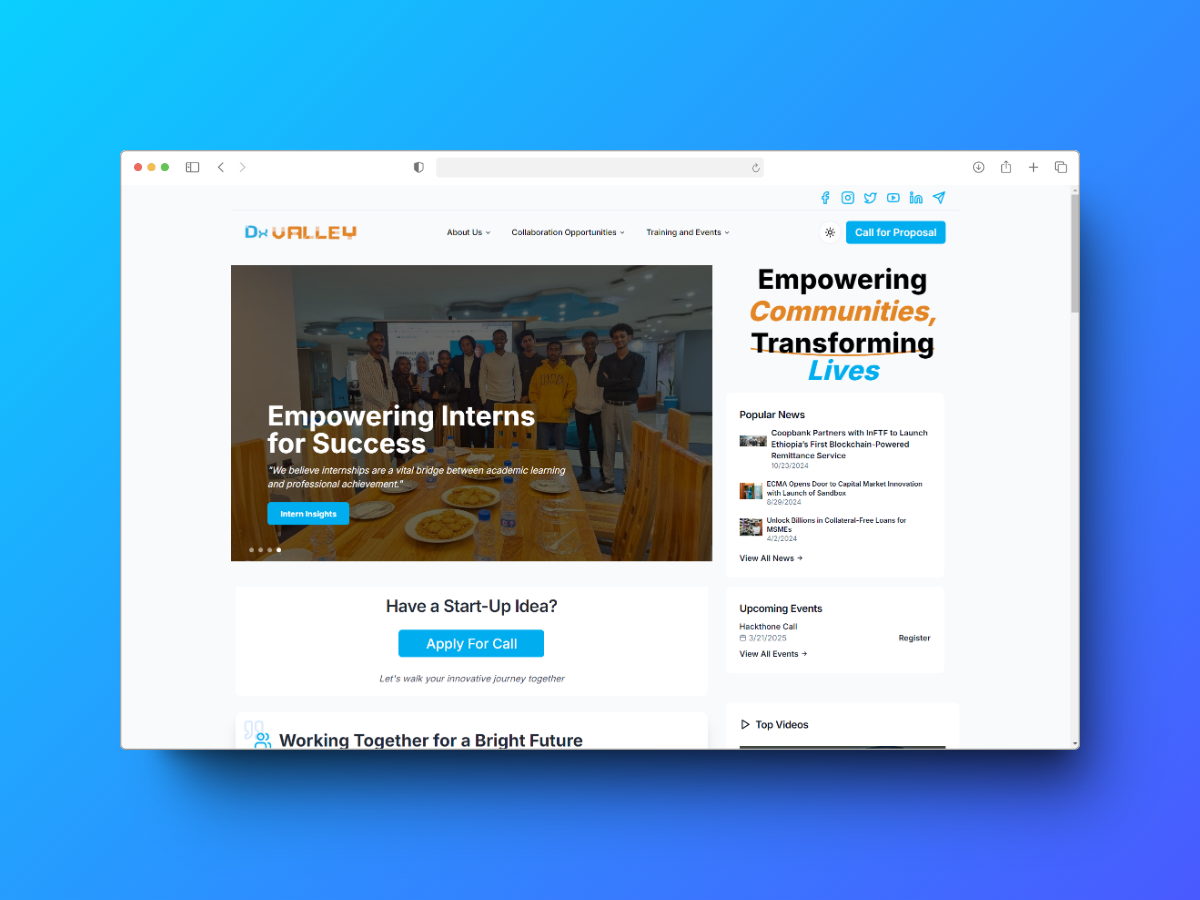 Dx VALLEY
About Us
Collaboration Opportunities
Training and Events
Call for Proposal
Empowering Interns
for Success
"We believe internships are a vital bridge between academic learning
and professional achievement."
Intern Insights
Empowering
Communities,
Transforming
Lives
Popular News
Coopbank Partners with InFTF to Launch
Ethiopia's First Blockchain-Powered
Remittance Service
10/23/2024
ECMA Opens Door to Capital Market Innovation
with Launch of Sandbox
8/29/2024
Unlock Billions in Collateral-Free Loans for
MSMEs
4/2/2024
View All News →
Have a Start-Up Idea?
Apply For Call
Let's walk your innovative journey together
Upcoming Events
Hackthone Call
3/21/2025
Register
View All Events →
Working Together for a Bright Future
Top Videos